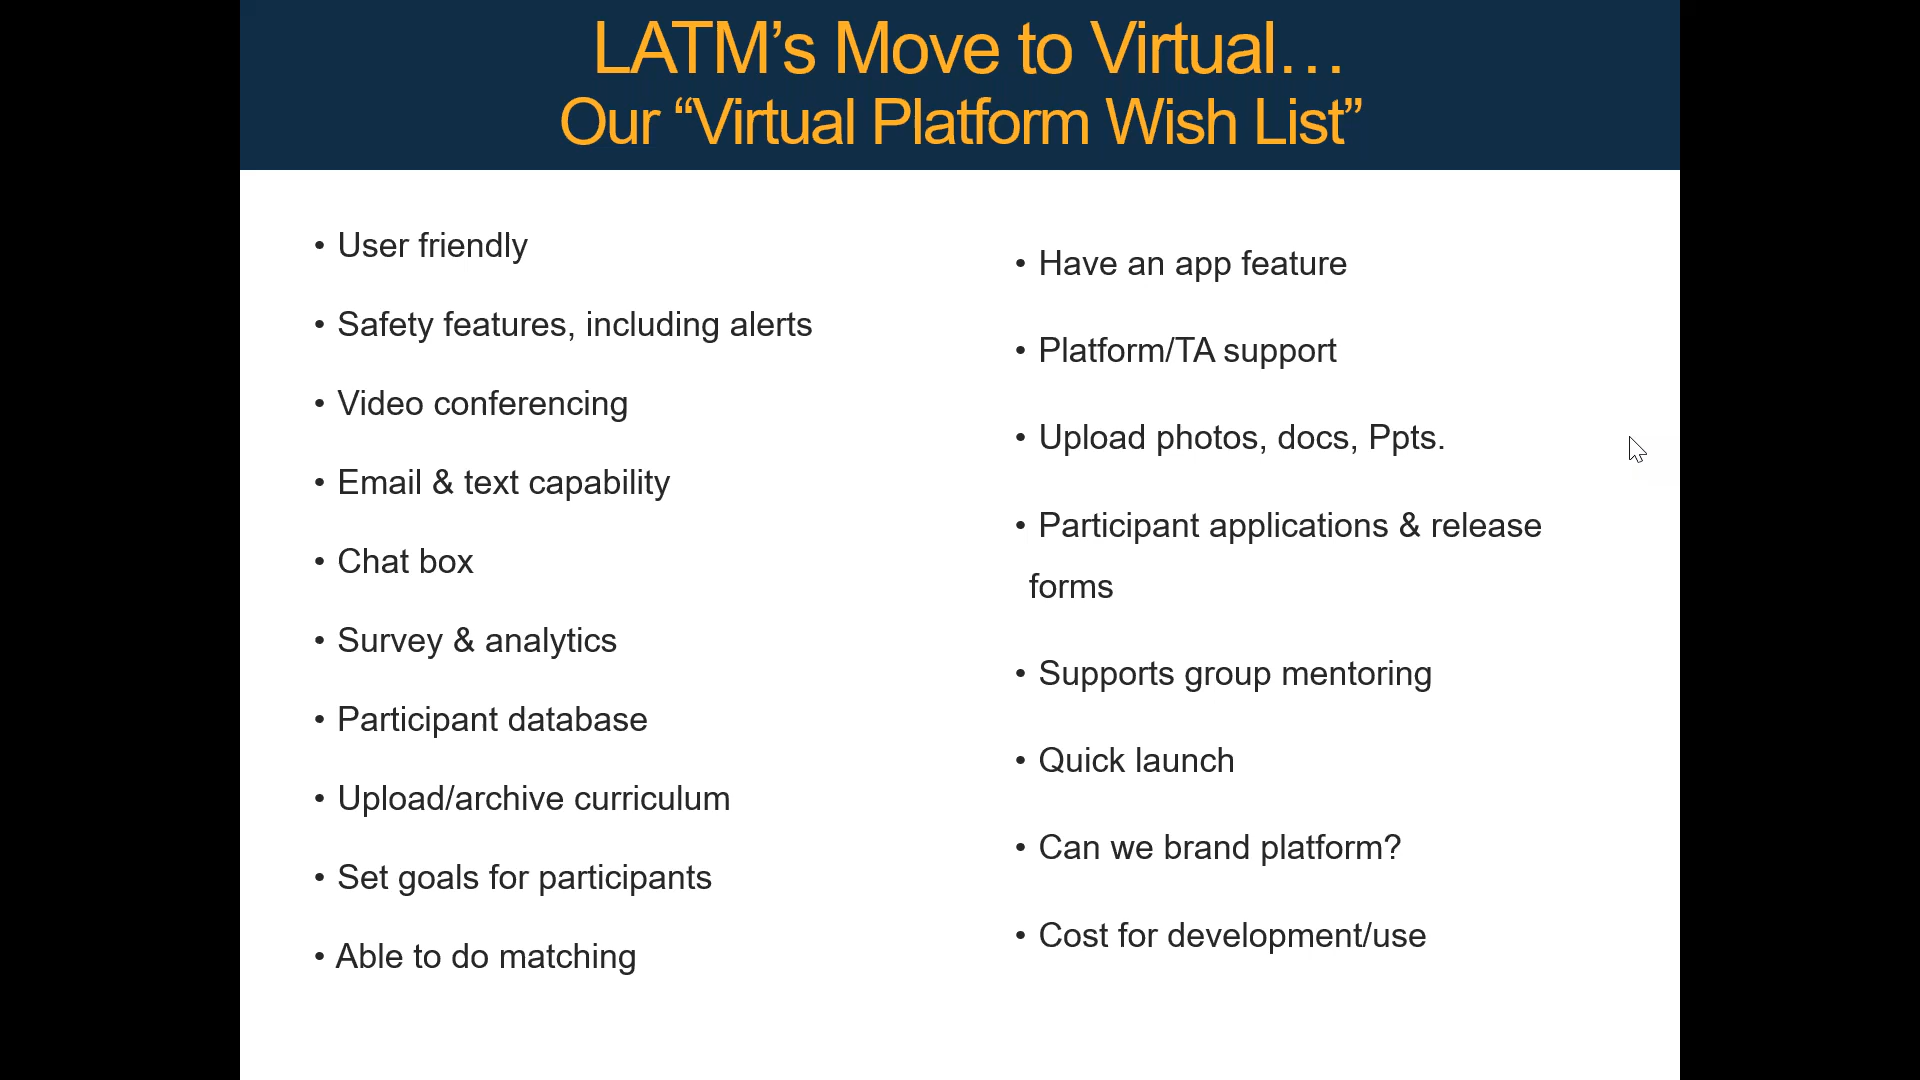 LATM’s Move to Virtual…
Our “Virtual Platform Wish List”
• User friendly
• Safety features, including alerts
• Video conferencing
• Email & text capability
• Chat box
• Survey & analytics
• Participant database
• Upload/archive curriculum
• Set goals for participants
• Able to do matching
• Have an app feature
• Platform/TA support
• Upload photos, docs, Ppts.
• Participant applications & release
forms
• Supports group mentoring
• Quick launch
• Can we brand platform?
• Cost for development/use